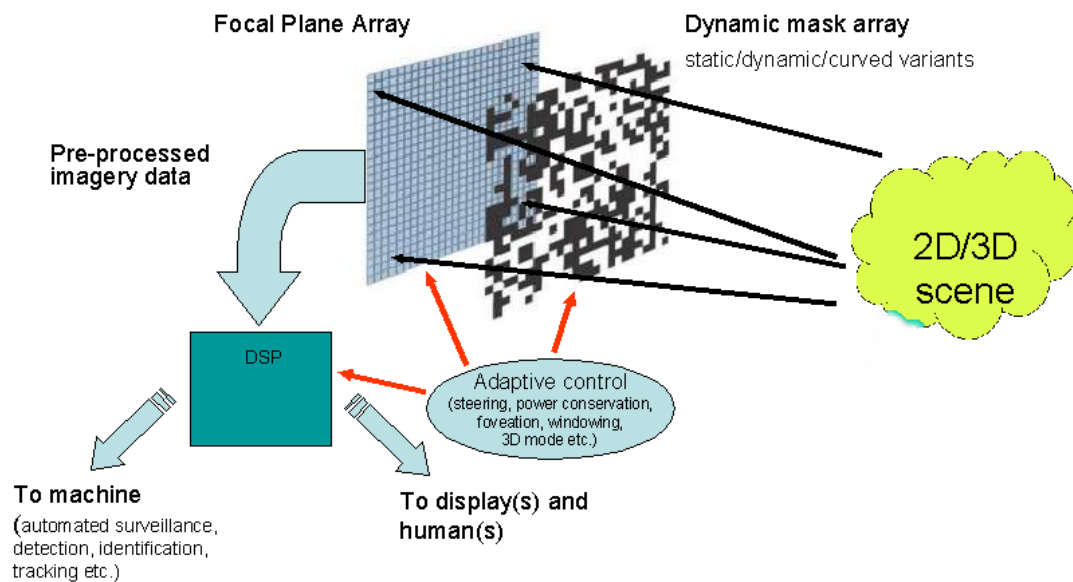 Focal Plane Array
Dynamic mask array
static/dynamic/curved variants
Pre-processed
imagery data
2D/3D
scene
DSP
Adaptive control
(steering, power conservation,
foveation, windowing,
3D mode etc.)
To machine
(automated surveillance,
detection, identification,
tracking etc.)
To display(s) and
human(s)